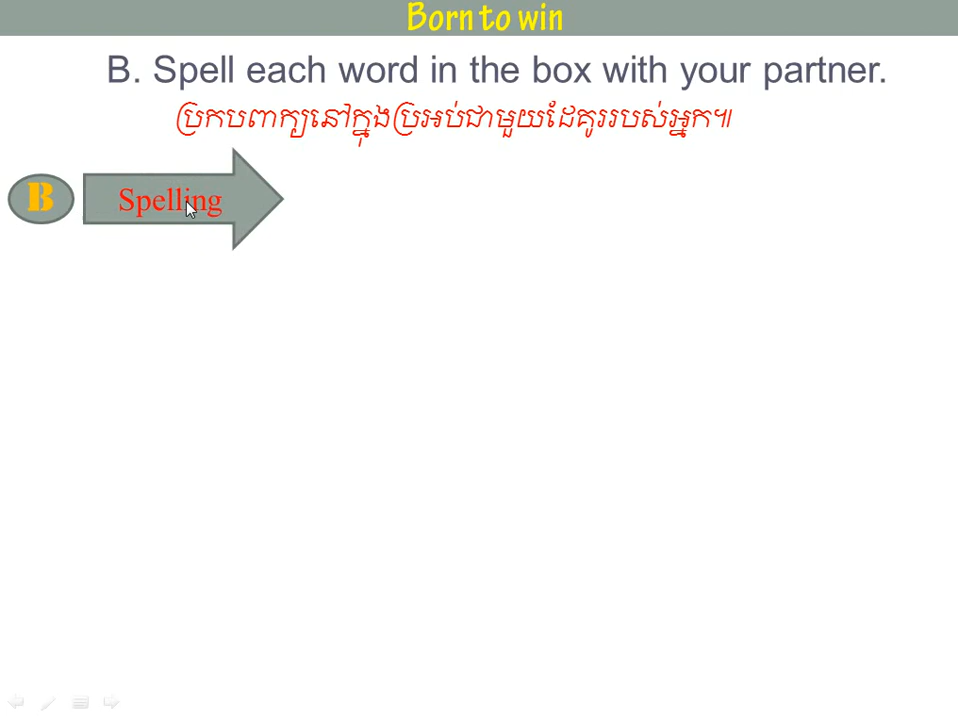 Born to win
B. Spell each word in the box with your partner.
ប្រកបពាក្យនៅក្នុងប្រអប់ជាមួយដៃគូររបស់អ្នក៕
B
Spelling